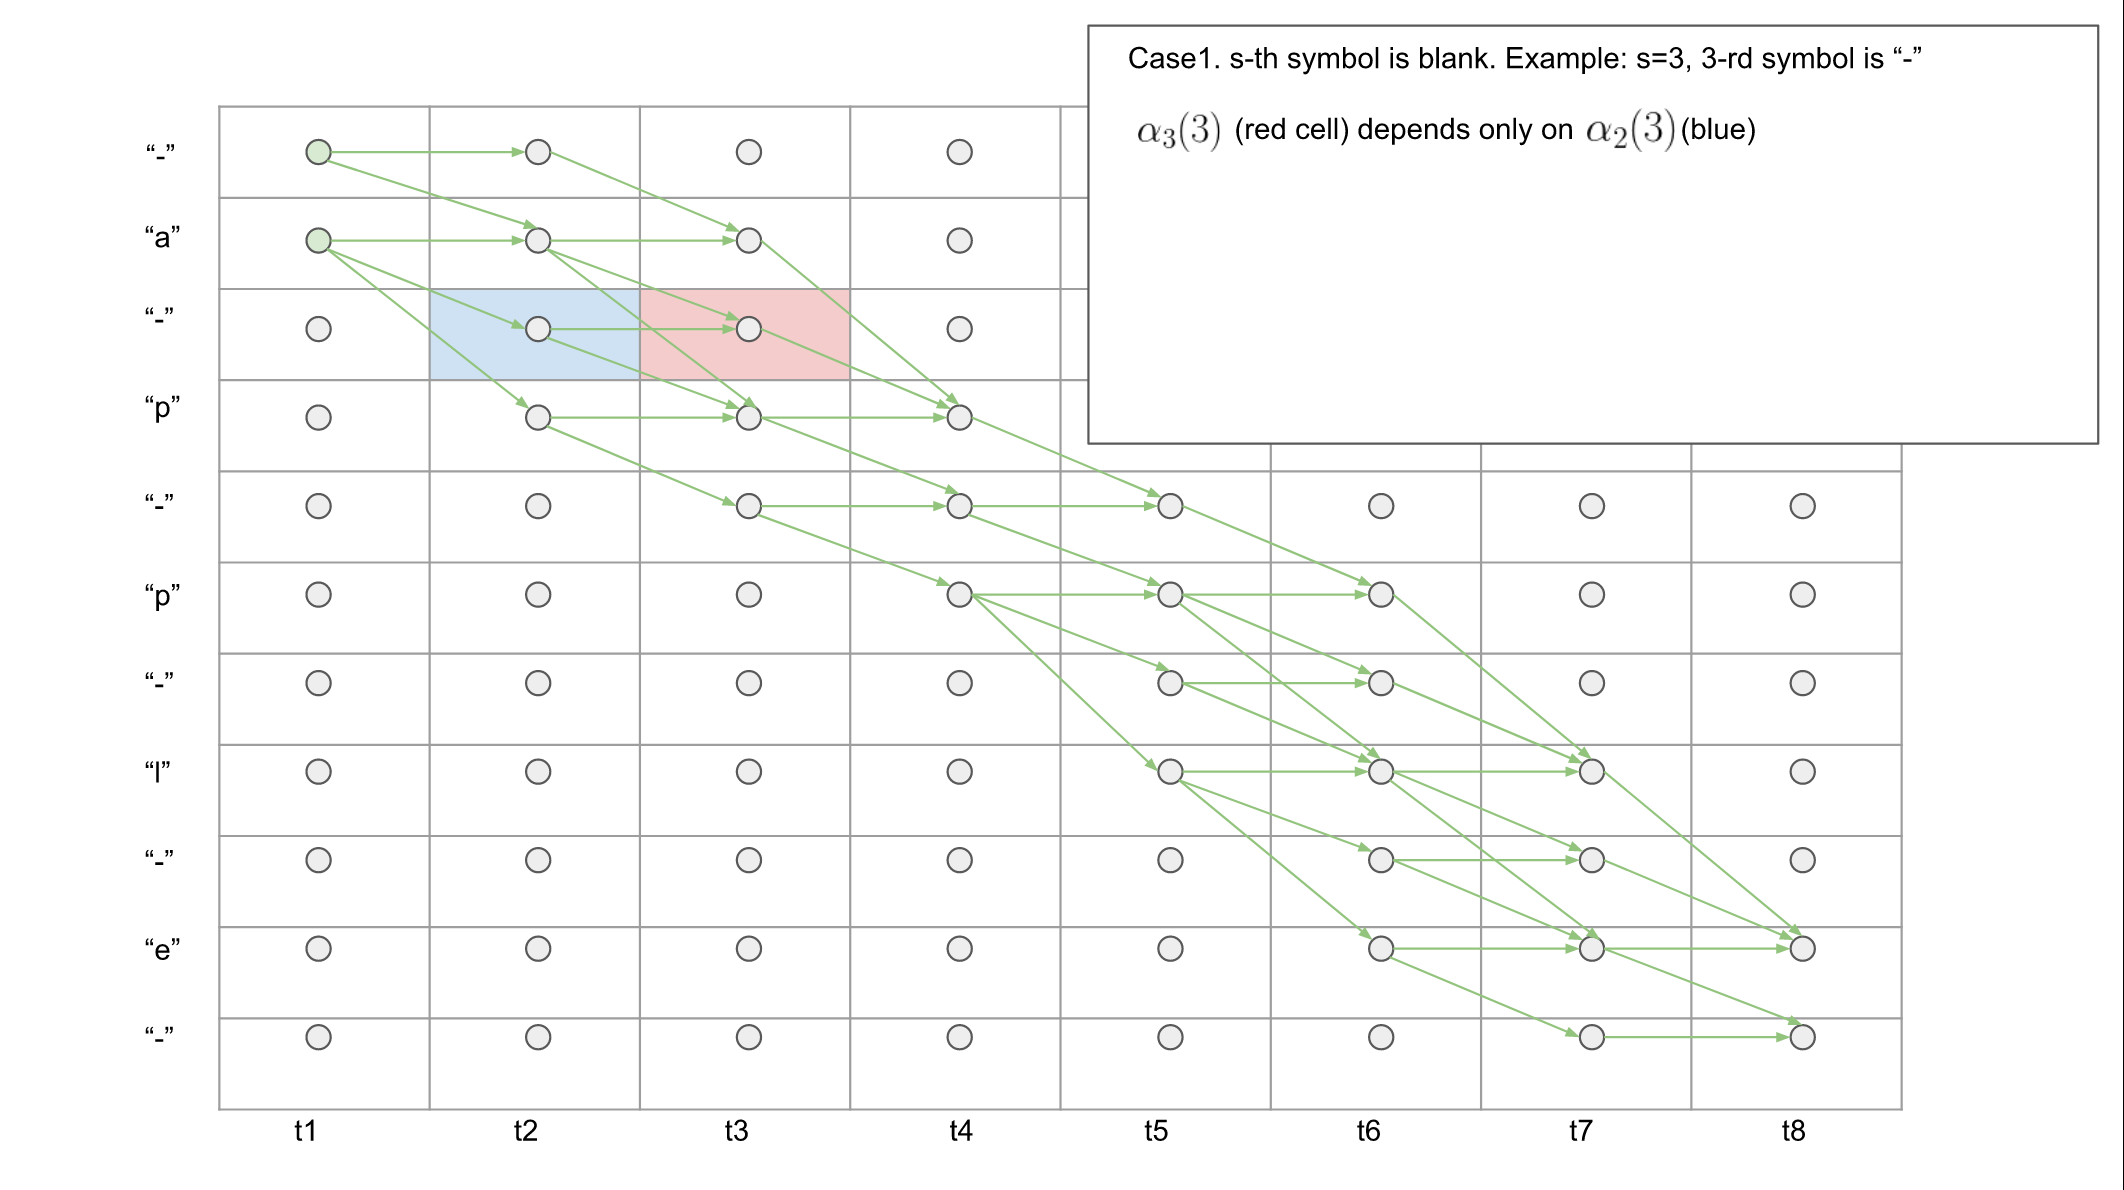 Case1. s-th symbol is blank. Example: s=3, 3-rd symbol is “-”
α₃(3) (red cell) depends only on α₂(3)(blue)
“-”
“a”
“-”
“p”
“-”
“p”
“-”
“l”
“-”
“e”
“-”
t1 t2 t3 t4 t5 t6 t7 t8